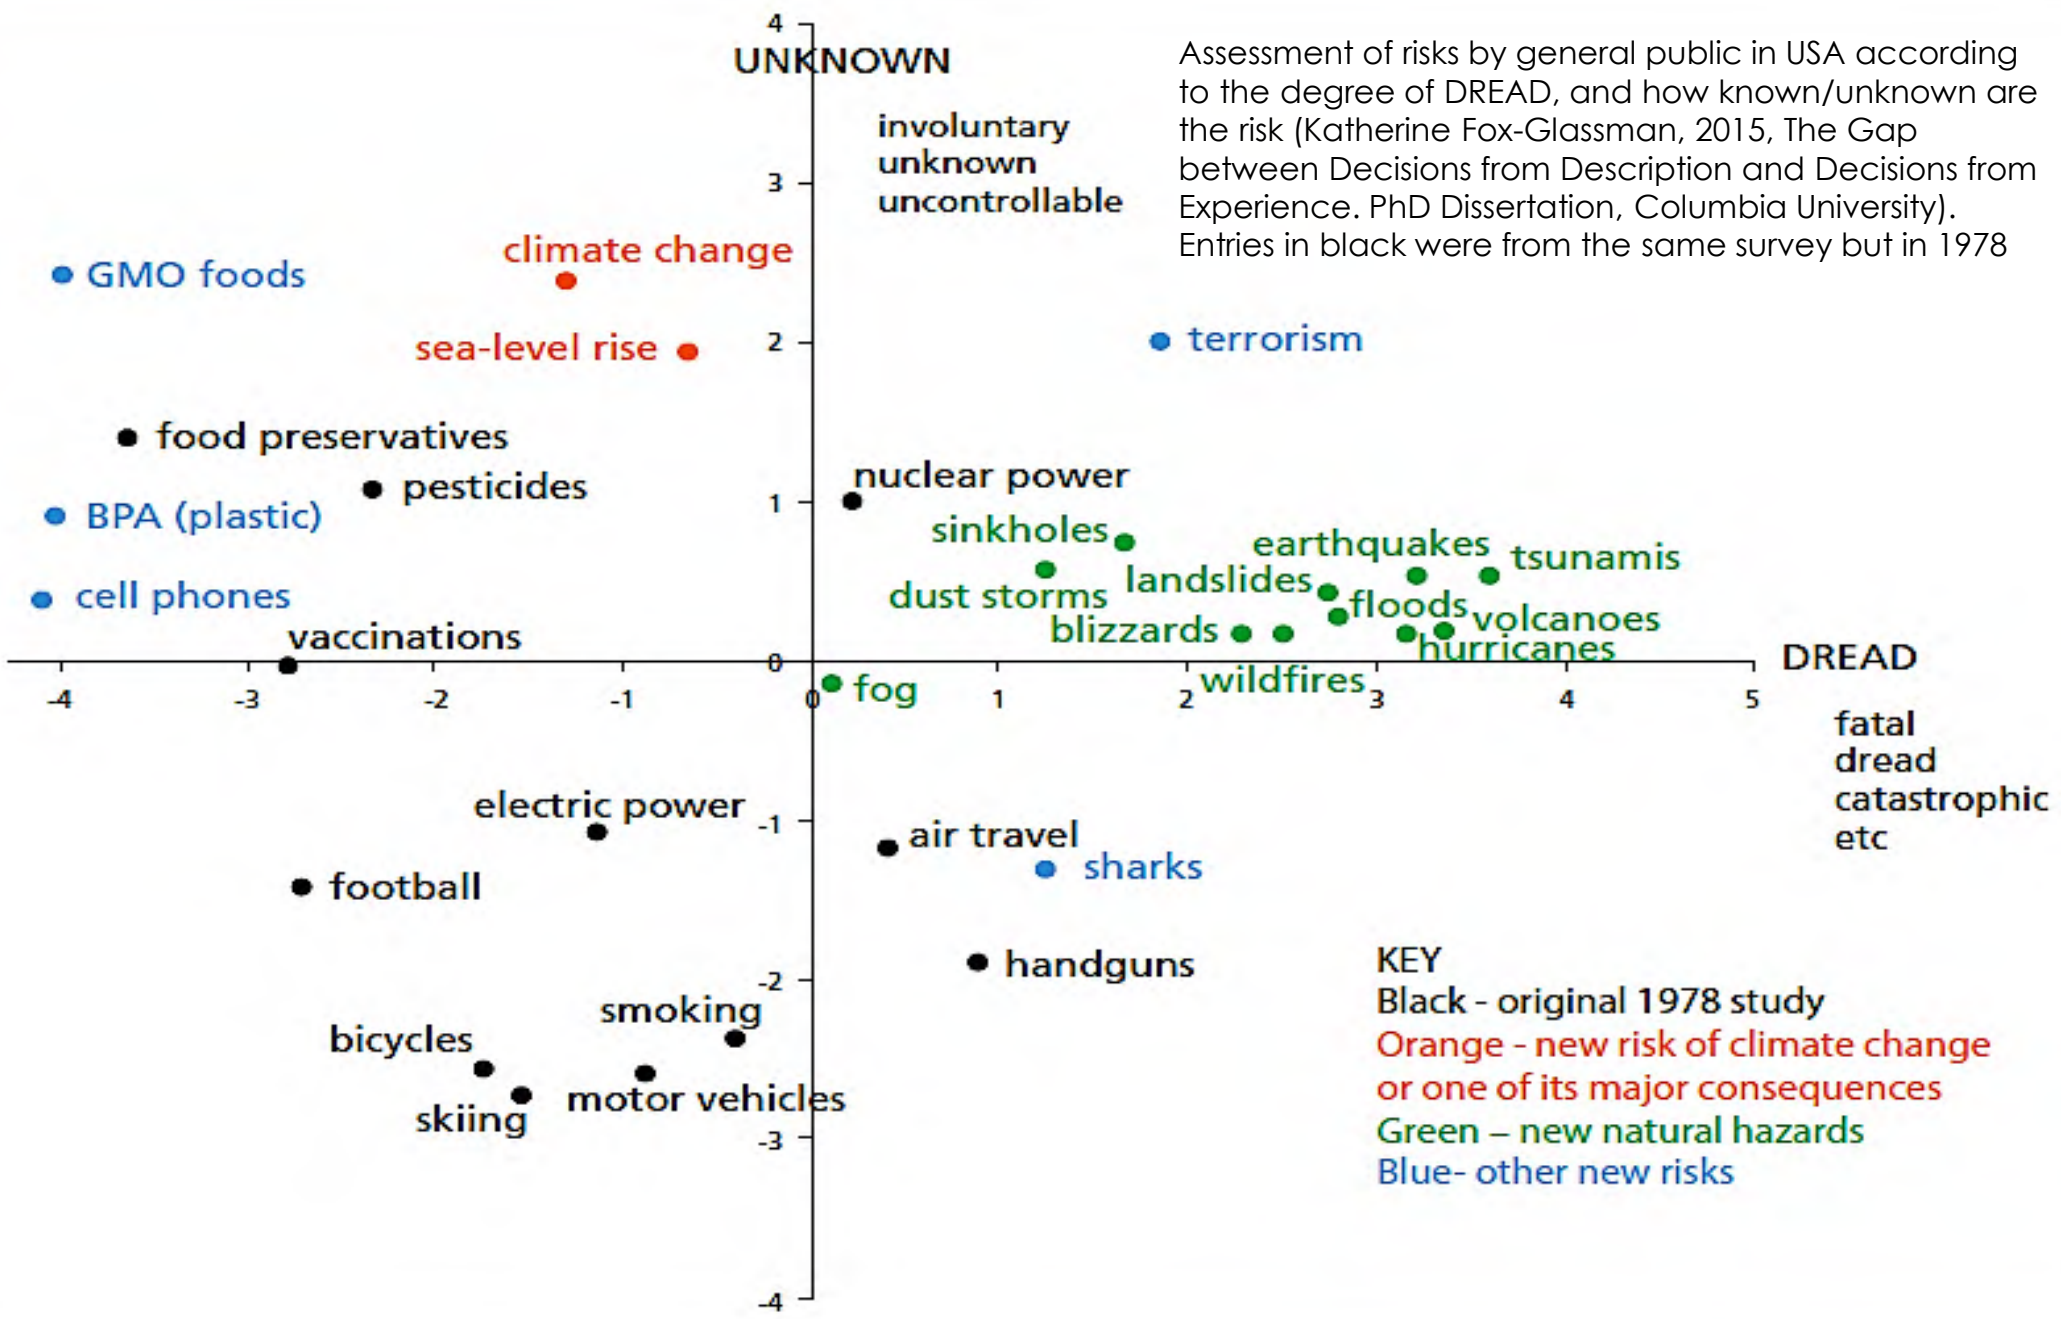 4
UNKNOWN
Assessment of risks by general public in USA according
to the degree of DREAD, and how known/unknown are
the risk (Katherine Fox-Glassman, 2015, The Gap
between Decisions from Description and Decisions from
Experience. PhD Dissertation, Columbia University).
Entries in black were from the same survey but in 1978
involuntary
unknown
uncontrollable
3
climate change
GMO foods
sea-level rise
2
terrorism
food preservatives
pesticides
nuclear power
1
BPA (plastic)
sinkholes
earthquakes
tsunamis
dust storms
landslides
cell phones
floods
volcanoes
blizzards
hurricanes
vaccinations
0
DREAD
fog
wildfires
-4
-3
-2
-1
0
1
2
3
4
5
fatal
dread
catastrophic
etc
electric power
-1
air travel
sharks
football
handguns
-2
smoking
bicycles
motor vehicles
skiing
-3
-4
KEY
Black - original 1978 study
Orange - new risk of climate change
or one of its major consequences
Green – new natural hazards
Blue- other new risks